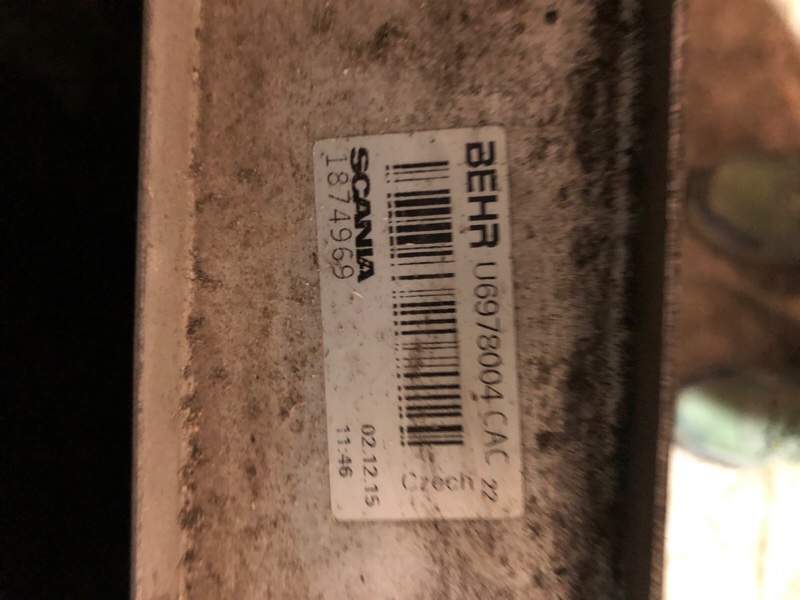 BEHR U6978004 CAC 22
Czech
SCANIA 02.12.15
1874969 11:46